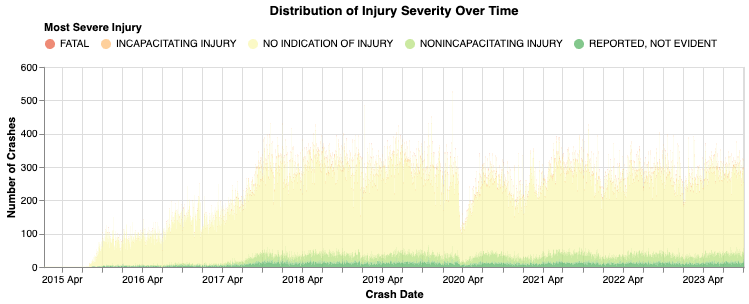 Distribution of Injury Severity Over Time
Most Severe Injury
FATAL INCAPACITATING INJURY NO INDICATION OF INJURY NONINCAPACITATING INJURY REPORTED, NOT EVIDENT
600
500
400
300
200
100
0
Number of Crashes
2015 Apr 2016 Apr 2017 Apr 2018 Apr 2019 Apr 2020 Apr 2021 Apr 2022 Apr 2023 Apr
Crash Date